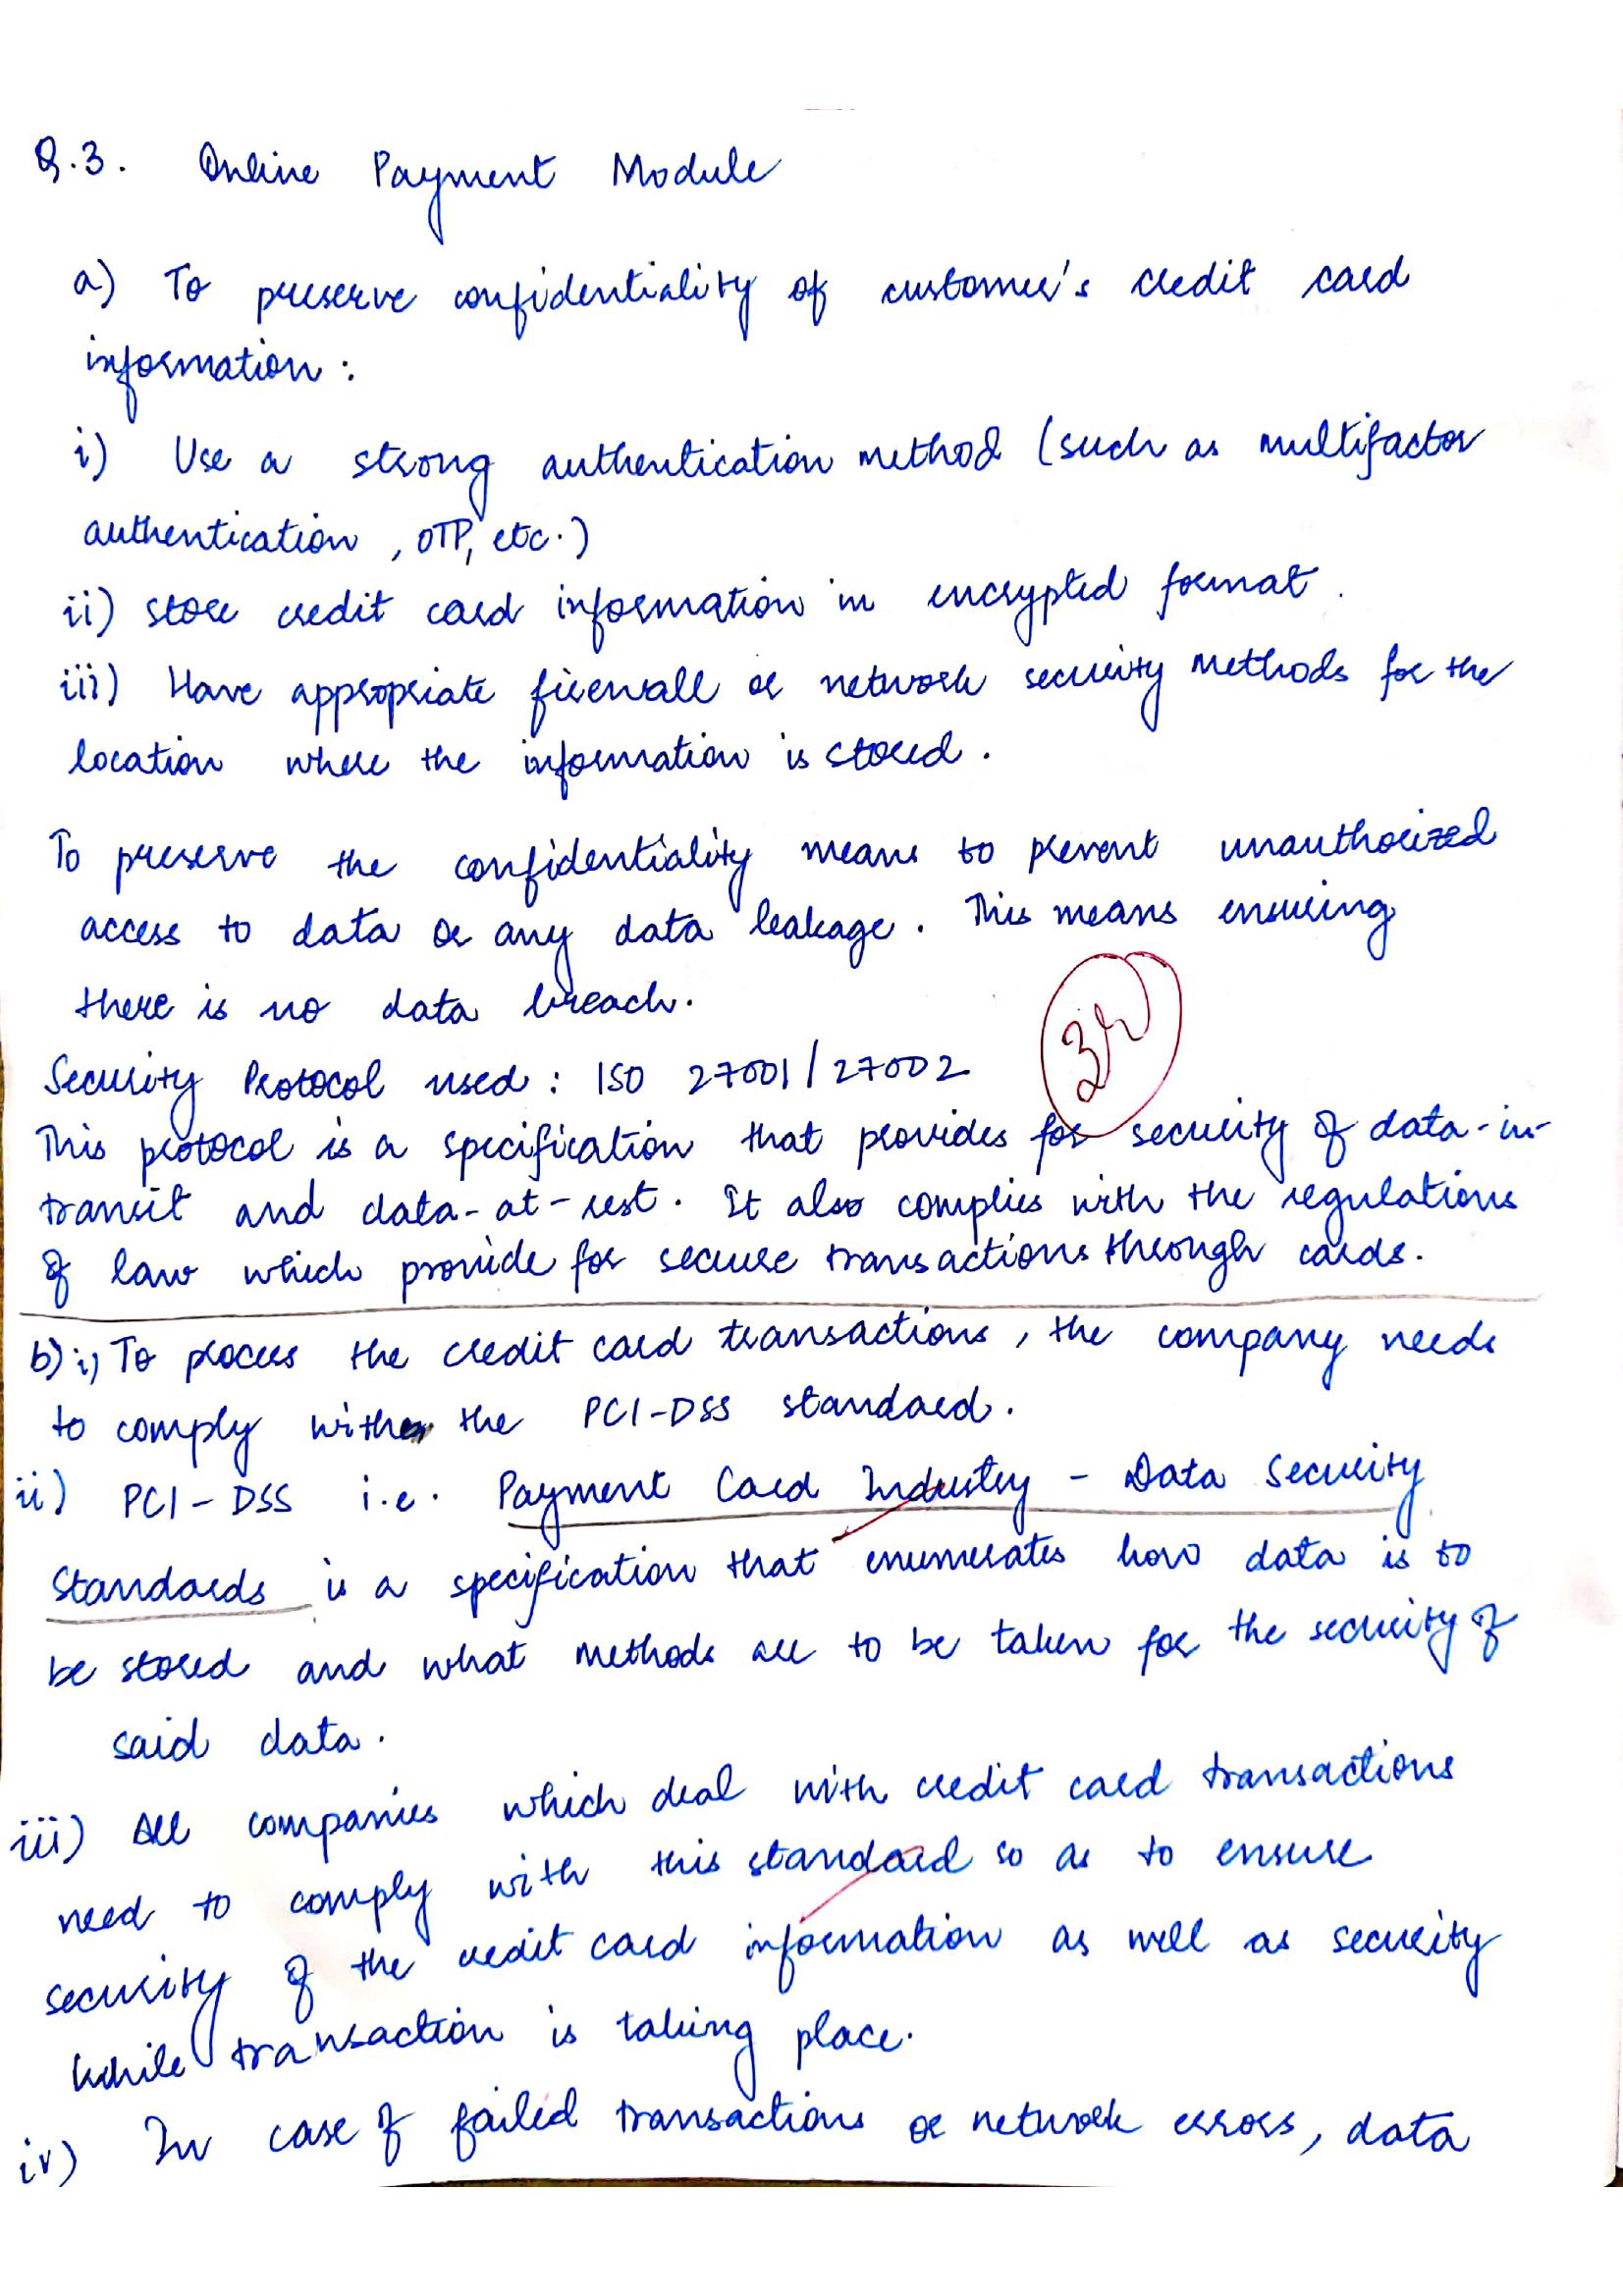 Q.3. Online Payment Module
a) To preserve confidentiality of customer's credit card
information :
i) Use a strong authentication method (such as multifactor
authentication, OTP, etc.)
ii) store credit card information in encrypted format.
iii) Have appropriate firewall or network security methods for the
location where the information is stored.
To preserve the confidentiality means to prevent unauthorized
access to data or any data leakage. This means ensuring
there is no data breach.
Security Protocol used : ISO 27001/27002
This protocol is a specification that provides for security of data-in-
transit and data-at-rest. It also complies with the regulations
of law which provide for secure transactions through cards.
b) i) To process the credit card transactions, the company needs
to comply with the PCI-DSS standard.
ii) PCI-DSS i.e. Payment Card Industry - Data Security
Standards is a specification that enumerates how data is to
be stored and what methods are to be taken for the security of
said data.
iii) All companies which deal with credit card transactions
need to comply with this standard so as to ensure
security of the credit card information as well as security
while transaction is taking place.
iv) In case of failed transactions or network errors, data